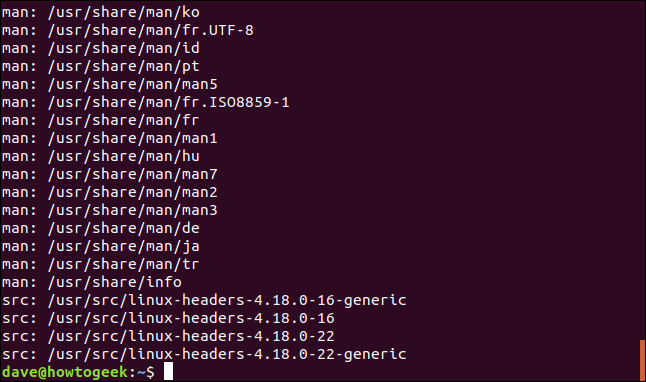 man: /usr/share/man/ko
man: /usr/share/man/fr.UTF-8
man: /usr/share/man/id
man: /usr/share/man/pt
man: /usr/share/man/man5
man: /usr/share/man/fr.ISO8859-1
man: /usr/share/man/fr
man: /usr/share/man/man1
man: /usr/share/man/hu
man: /usr/share/man/man7
man: /usr/share/man/man2
man: /usr/share/man/man3
man: /usr/share/man/de
man: /usr/share/man/ja
man: /usr/share/man/tr
man: /usr/share/info
src: /usr/src/linux-headers-4.18.0-16-generic
src: /usr/src/linux-headers-4.18.0-16
src: /usr/src/linux-headers-4.18.0-22
src: /usr/src/linux-headers-4.18.0-22-generic
dave@howtogeek:~$